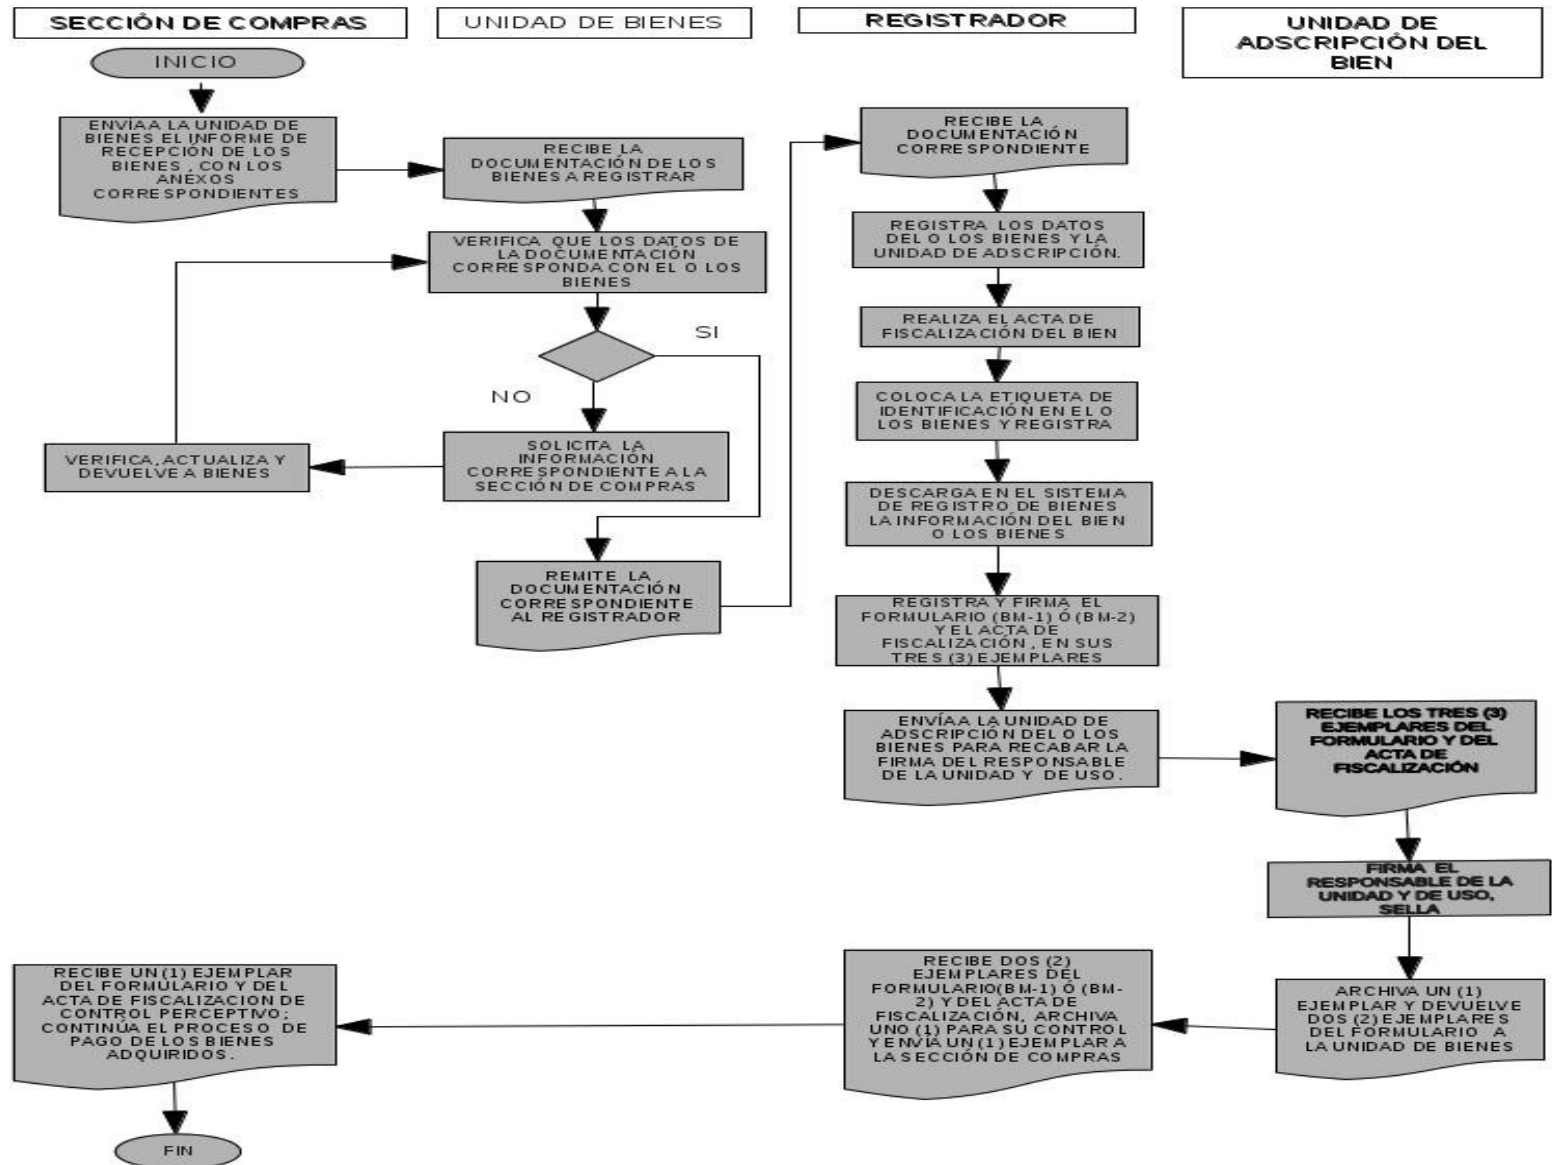 SECCIÓN DE COMPRAS
UNIDAD DE BIENES
REGISTRADOR
UNIDAD DE
ADSCRIPCIÓN DEL
BIEN
INICIO
ENVÍAA LA UNIDAD DE
BIENES EL INFORME DE
RECEPCIÓN DE LOS
BIENES , CON LOS
ANEXOS
CORRESPONDIENTES
RECIBE LA
DOCUMENTACIÓN DE LOS
BIENES A REGISTRAR
VERIFICA QUE LOS DATOS DE
LA DOCUMENTACIÓN
CORRESPONDA CON EL O LOS
BIENES
SI
NO
SOLICITA LA
INFORMACIÓN
CORRESPONDIENTE A LA
SECCIÓN DE COMPRAS
VERIFICA, ACTUALIZA Y
DEVUELVE A BIENES
REMITE LA
DOCUMENTACIÓN
CORRESPONDIENTE
AL REGISTRADOR
RECIBE LA
DOCUMENTACIÓN
CORRESPONDIENTE
REGISTRA LOS DATOS
DEL O LOS BIENES Y LA
UNIDAD DE ADSCRIPCIÓN.
REALIZA EL ACTA DE
FISCALIZACIÓN DEL BIEN
COLOCA LA ETIQUETA DE
IDENTIFICACIÓN EN EL O
LOS BIENES Y REGISTRA
DESCARGA EN EL SISTEMA
DE REGISTRO DE BIENES
LA INFORMACIÓN DEL BIEN
O LOS BIENES
REGISTRA Y FIRMA EL
FORMULARIO (BM-1) Ó (BM-2)
Y EL ACTA DE
FISCALIZACIÓN , EN SUS
TRES (3) EJEMPLARES
ENVÍAA LA UNIDAD DE
ADSCRIPCIÓN DEL O LOS
BIENES PARA RECABAR LA
FIRMA DEL RESPONSABLE
DE LA UNIDAD Y DE USO.
RECIBE LOS TRES (3)
EJEMPLARES DEL
FORMULARIO Y DEL
ACTA DE
FISCALIZACIÓN
FIRMA EL
RESPONSABLE DE LA
UNIDAD Y DE USO,
SELLA
ARCHIVA UN (1)
EJEMPLAR Y DEVUELVE
DOS (2) EJEMPLARES
DEL FORMULARIO A
LA UNIDAD DE BIENES
RECIBE DOS (2)
EJEMPLARES DEL
FORMULARIO(BM-1) Ó (BM-
2) Y DEL ACTA DE
FISCALIZACIÓN, ARCHIVA
UNO (1) PARA SU CONTROL
Y ENVÍA UN (1) EJEMPLAR A
LA SECCIÓN DE COMPRAS
RECIBE UN (1) EJEMPLAR
DEL FORMULARIO Y DEL
ACTA DE FISCALIZACION DE
CONTROL PERCEPTIVO;
CONTINÚA EL PROCESO DE
PAGO DE LOS BIENES
ADQUIRIDOS.
FIN